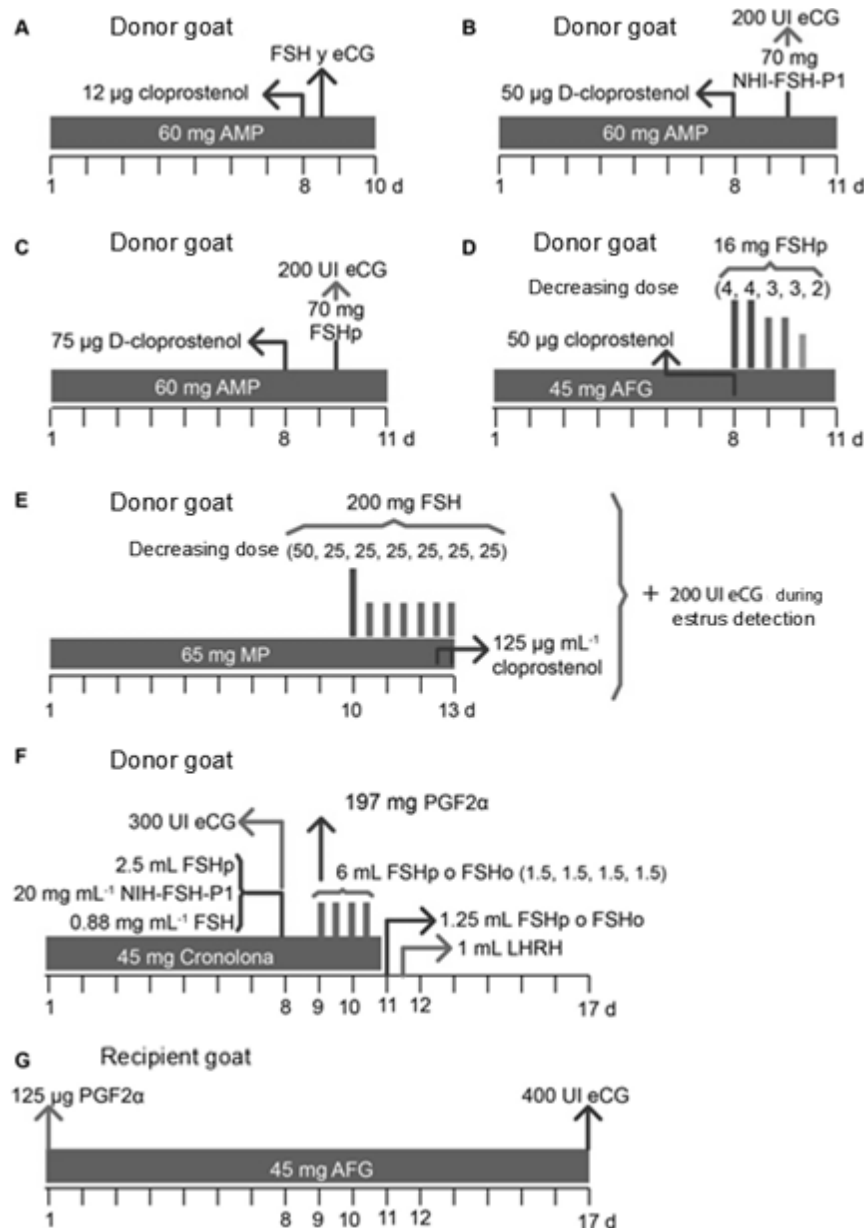 A
Donor goat
FSH y eCG
12 µg cloprostenol
60 mg AMP
1 8 10 d
B
Donor goat
200 UI eCG
70 mg
NHI-FSH-P1
50 µg D-cloprostenol
60 mg AMP
1 8 11 d
C
Donor goat
200 UI eCG
70 mg
FSHp
75 µg D-cloprostenol
60 mg AMP
1 8 11 d
D
Donor goat
16 mg FSHp
Decreasing dose (4, 4, 3, 3, 2)
50 µg cloprostenol
45 mg AFG
1 8 11 d
E
Donor goat
200 mg FSH
Decreasing dose (50, 25, 25, 25, 25, 25, 25)
+ 200 UI eCG during
estrus detection
65 mg MP
125 µg mL⁻¹
cloprostenol
1 10 13 d
F
Donor goat
197 mg PGF2α
300 UI eCG
2.5 mL FSHp
6 mL FSHp o FSHo (1.5, 1.5, 1.5, 1.5)
20 mg mL⁻¹ NIH-FSH-P1
0.88 mg mL⁻¹ FSH
1.25 mL FSHp o FSHo
1 mL LHRH
45 mg Cronolona
1 8 9 10 11 12 17 d
G
Recipient goat
125 µg PGF2α
400 UI eCG
45 mg AFG
1 8 9 10 11 12 17 d